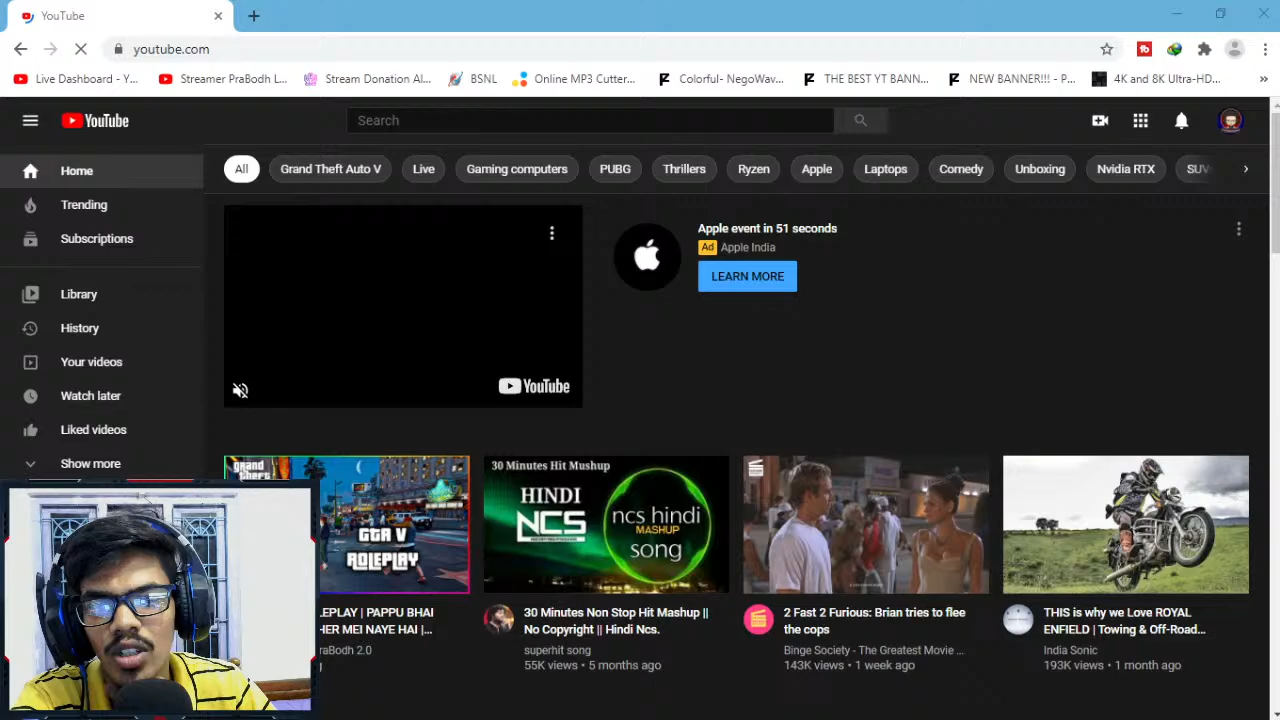 YouTube
youtube.com
Live Dashboard - Y...
Streamer PraBodh L...
Stream Donation Al...
BSNL
Online MP3 Cutter...
Colorful- NegoWav...
THE BEST YT BANN...
NEW BANNER!!! - P...
4K and 8K Ultra-HD...
YouTube
Search
Home
Trending
Subscriptions
Library
History
Your videos
Watch later
Liked videos
Show more
All
Grand Theft Auto V
Live
Gaming computers
PUBG
Thrillers
Ryzen
Apple
Laptops
Comedy
Unboxing
Nvidia RTX
SUV
YouTube
Apple event in 51 seconds
Ad Apple India
LEARN MORE
grand
theft
GTA V
ROLEPLAY
LEPLAY | PAPPU BHAI
HER MEI NAYE HAI |...
raBodh 2.0
30 Minutes Hit Mushup
HINDI
NCS
ncs hindi
MASHUP
song
30 Minutes Non Stop Hit Mashup ||
No Copyright || Hindi Ncs.
superhit song
55K views • 5 months ago
2 Fast 2 Furious: Brian tries to flee
the cops
Binge Society - The Greatest Movie ...
143K views • 1 week ago
THIS is why we Love ROYAL
ENFIELD | Towing & Off-Road...
India Sonic
193K views • 1 month ago